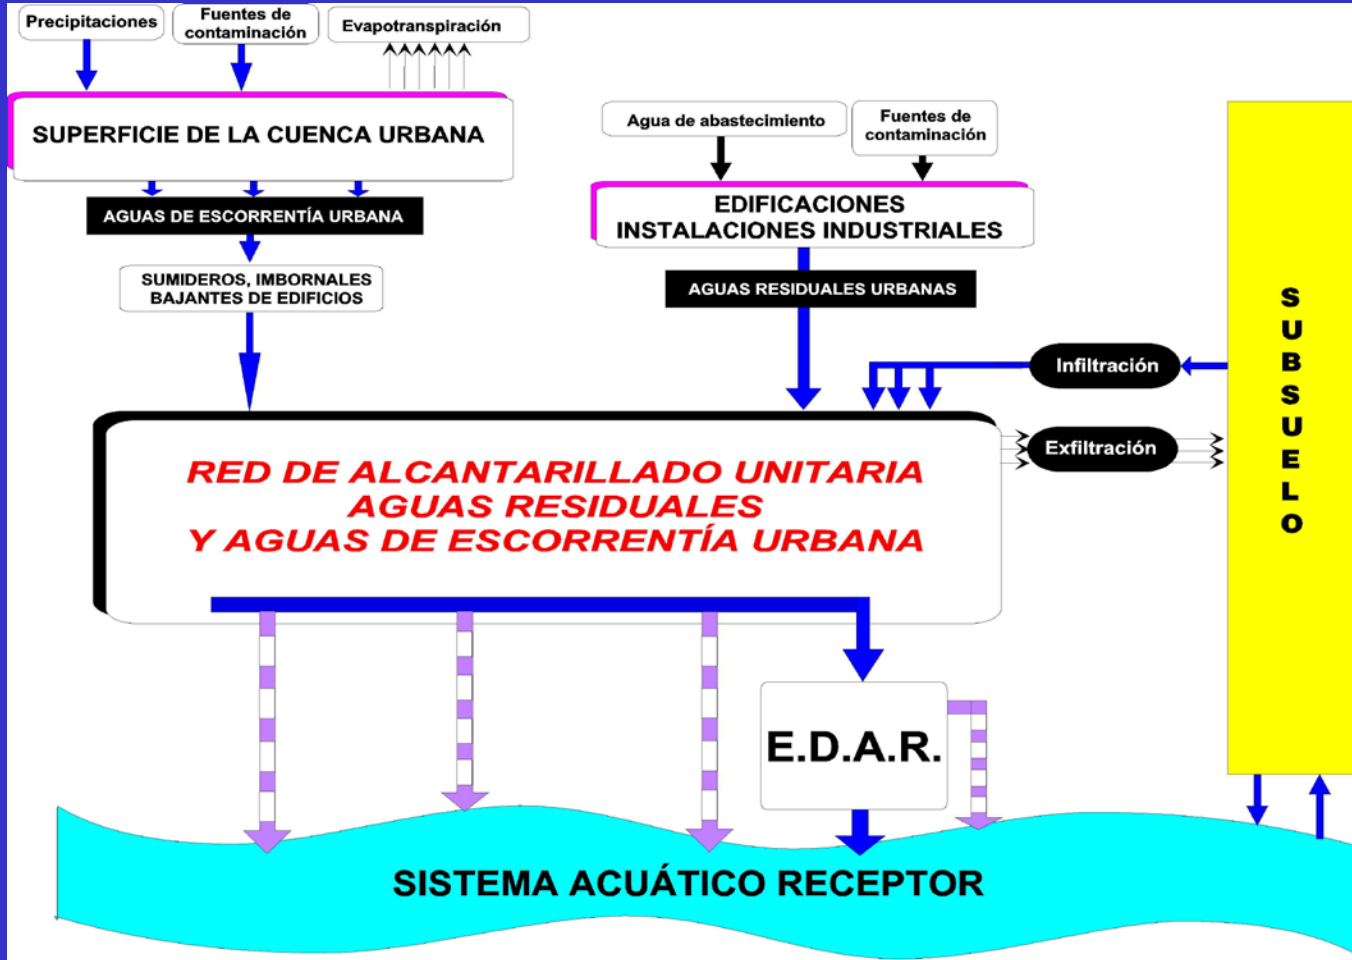 Precipitaciones
Fuentes de
contaminación
Evapotranspiración
SUPERFICIE DE LA CUENCA URBANA
AGUAS DE ESCORRENTÍA URBANA
SUMIDEROS, IMBORNALES
BAJANTES DE EDIFICIOS
Agua de abastecimiento
Fuentes de
contaminación
EDIFICACIONES
INSTALACIONES INDUSTRIALES
AGUAS RESIDUALES URBANAS
Infiltración
Exfiltración
SUBSUELO
RED DE ALCANTARILLADO UNITARIA
AGUAS RESIDUALES
Y AGUAS DE ESCORRENTÍA URBANA
E.D.A.R.
SISTEMA ACUÁTICO RECEPTOR